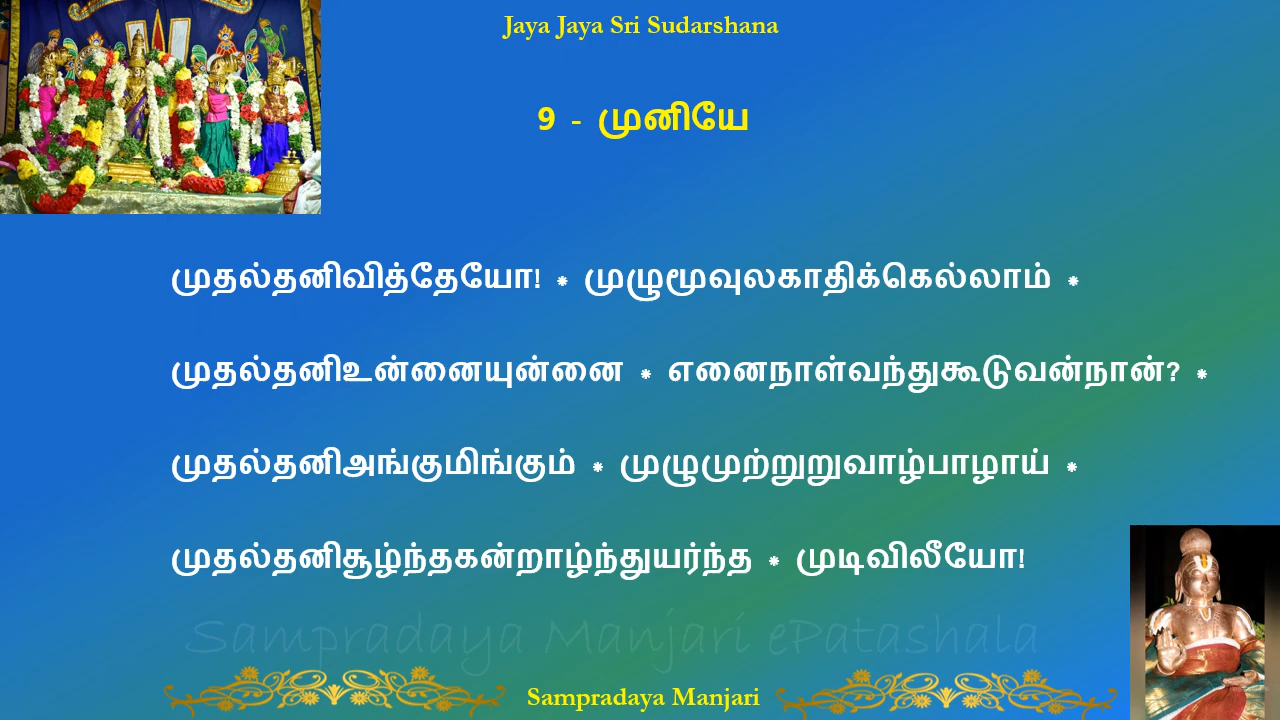 Jaya Jaya Sri Sudarshana
9 - முனியே
முதல்தனிவித்தேயோ! * முழுமூவுலகாதிக்கெல்லாம் *
முதல்தனிஉன்னையுன்னை * எனைநாள்வந்துகூடுவன்நான்? *
முதல்தனிஅங்குமிங்கும் * முழுமுற்றுறுவாழ்பாழாய் *
முதல்தனிசூழ்ந்தகன்றாழ்ந்துயர்ந்த * முடிவிலீயோ!
Sampradaya Manjari ePatashala
Sampradaya Manjari